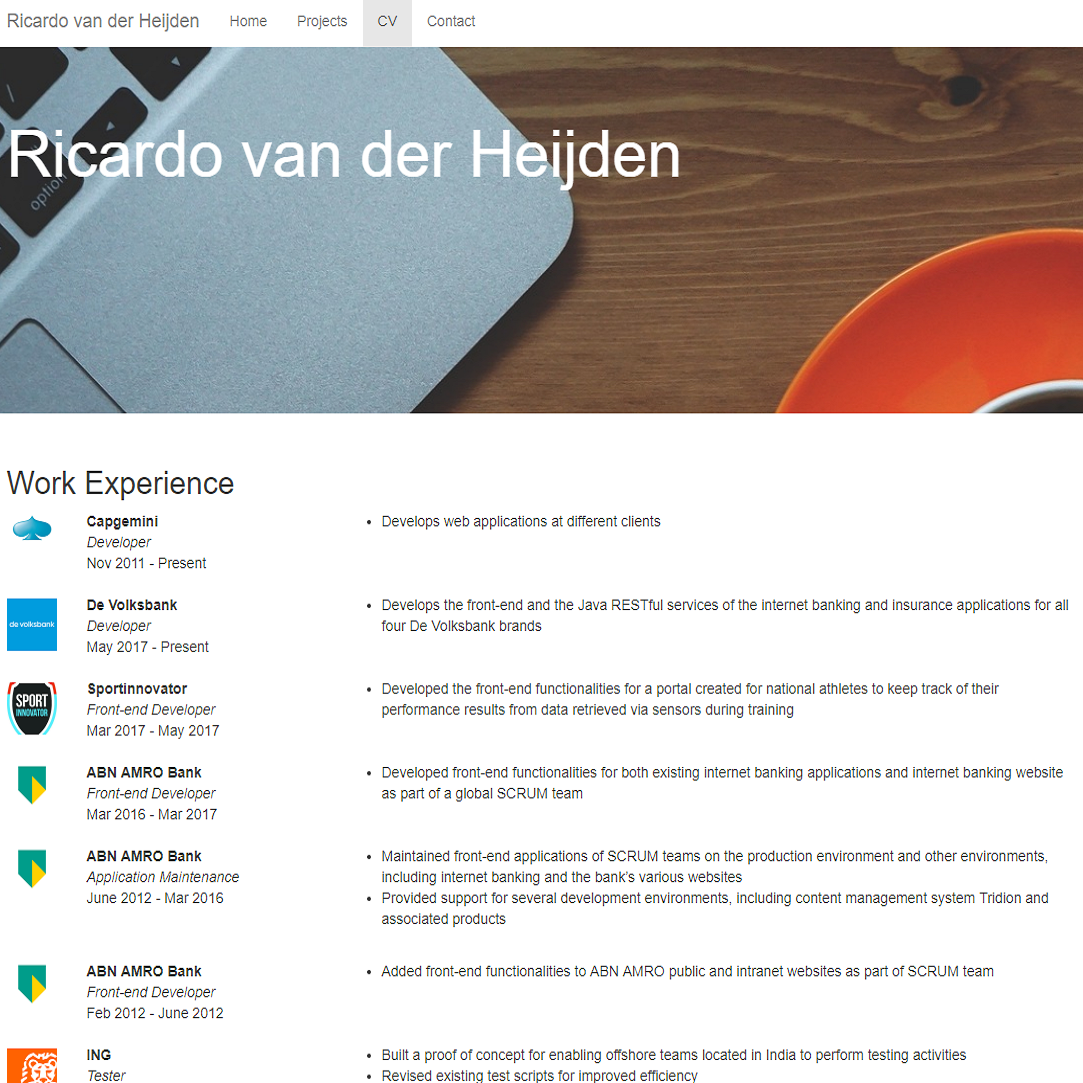 Ricardo van der Heijden Home Projects CV Contact
Ricardo van der Heijden
option
Work Experience
Capgemini
Developer
Nov 2011 - Present
• Develops web applications at different clients
de volksbank
De Volksbank
Developer
May 2017 - Present
• Develops the front-end and the Java RESTful services of the internet banking and insurance applications for all
four De Volksbank brands
SPORT
INNOVATOR
Sportinnovator
Front-end Developer
Mar 2017 - May 2017
• Developed the front-end functionalities for a portal created for national athletes to keep track of their
performance results from data retrieved via sensors during training
ABN AMRO Bank
Front-end Developer
Mar 2016 - Mar 2017
• Developed front-end functionalities for both existing internet banking applications and internet banking website
as part of a global SCRUM team
ABN AMRO Bank
Application Maintenance
June 2012 - Mar 2016
• Maintained front-end applications of SCRUM teams on the production environment and other environments,
including internet banking and the bank’s various websites
• Provided support for several development environments, including content management system Tridion and
associated products
ABN AMRO Bank
Front-end Developer
Feb 2012 - June 2012
• Added front-end functionalities to ABN AMRO public and intranet websites as part of SCRUM team
ING
Tester
• Built a proof of concept for enabling offshore teams located in India to perform testing activities
• Revised existing test scripts for improved efficiency